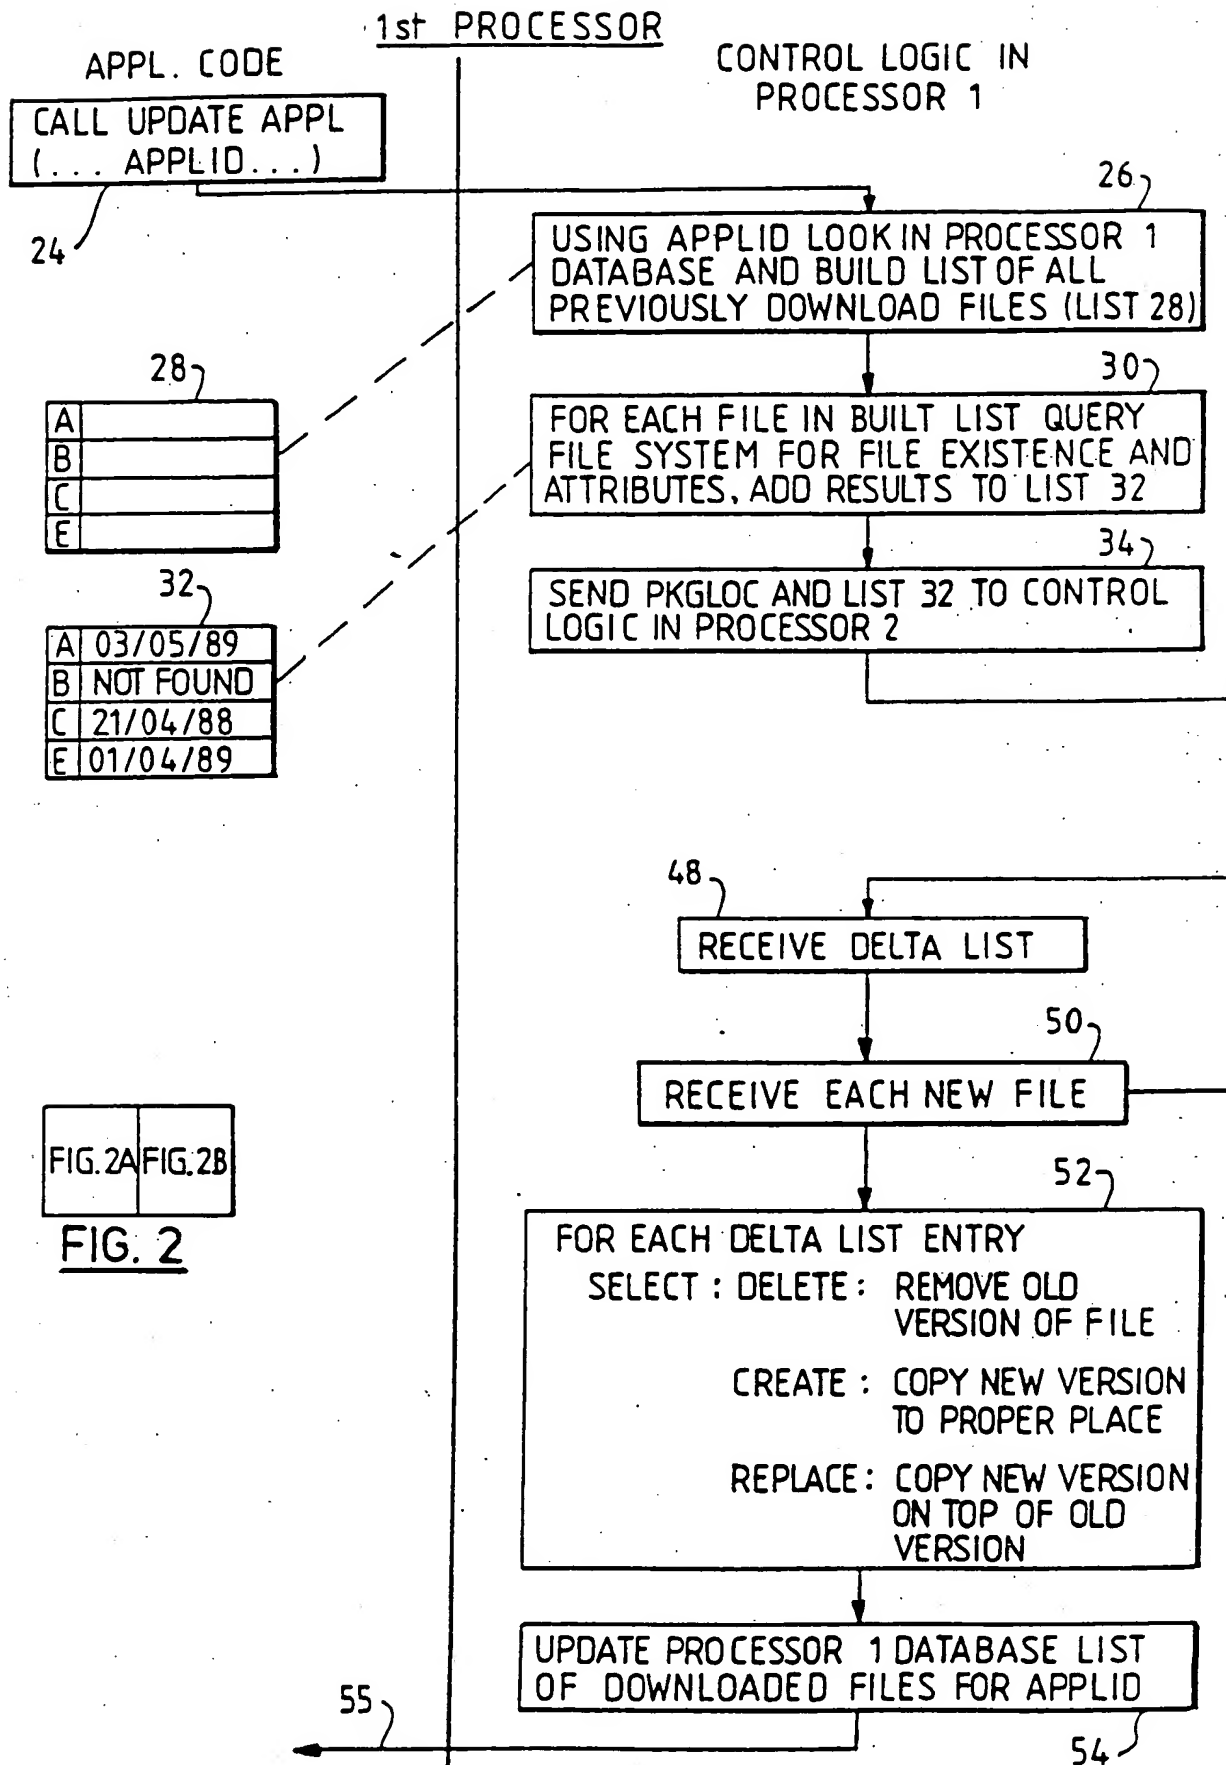 1st PROCESSOR
APPL. CODE
CONTROL LOGIC IN
PROCESSOR 1
CALL UPDATE APPL
(... APPLID...)
24
26
USING APPLID LOOK IN PROCESSOR 1
DATABASE AND BUILD LIST OF ALL
PREVIOUSLY DOWNLOAD FILES (LIST 28)
28
A
B
C
E
30
FOR EACH FILE IN BUILT LIST QUERY
FILE SYSTEM FOR FILE EXISTENCE AND
ATTRIBUTES, ADD RESULTS TO LIST 32
32
A 03/05/89
B NOT FOUND
C 21/04/88
E 01/04/89
34
SEND PKGLOC AND LIST 32 TO CONTROL
LOGIC IN PROCESSOR 2
48
RECEIVE DELTA LIST
50
RECEIVE EACH NEW FILE
FIG. 2A FIG. 2B
FIG. 2
52
FOR EACH DELTA LIST ENTRY
SELECT : DELETE : REMOVE OLD
VERSION OF FILE
CREATE : COPY NEW VERSION
TO PROPER PLACE
REPLACE : COPY NEW VERSION
ON TOP OF OLD
VERSION
UPDATE PROCESSOR 1 DATABASE LIST
OF DOWNLOADED FILES FOR APPLID
55
54